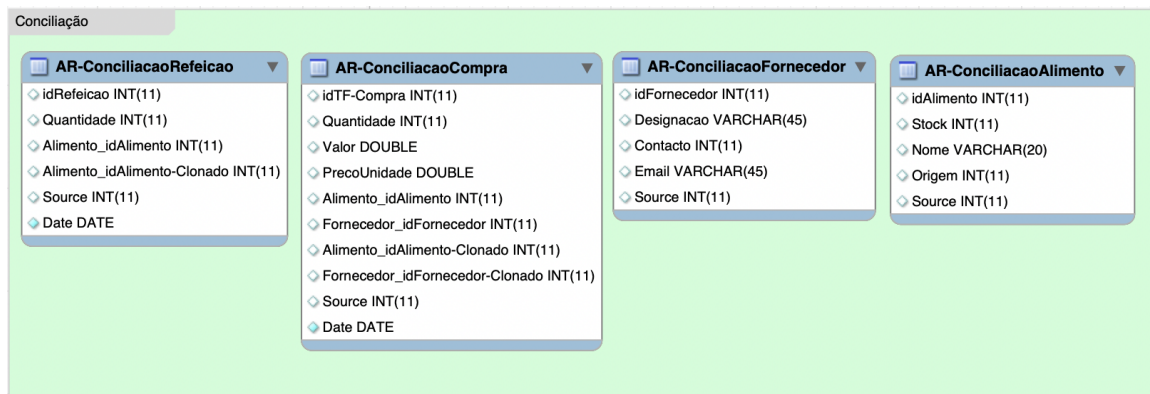 Conciliação
AR-ConciliacaoRefeicao
idRefeicao INT(11)
Quantidade INT(11)
Alimento_idAlimento INT(11)
Alimento_idAlimento-Clonado INT(11)
Source INT(11)
Date DATE
AR-ConciliacaoCompra
idTF-Compra INT(11)
Quantidade INT(11)
Valor DOUBLE
PrecoUnidade DOUBLE
Alimento_idAlimento INT(11)
Fornecedor_idFornecedor INT(11)
Alimento_idAlimento-Clonado INT(11)
Fornecedor_idFornecedor-Clonado INT(11)
Source INT(11)
Date DATE
AR-ConciliacaoFornecedor
idFornecedor INT(11)
Designacao VARCHAR(45)
Contacto INT(11)
Email VARCHAR(45)
Source INT(11)
AR-ConciliacaoAlimento
idAlimento INT(11)
Stock INT(11)
Nome VARCHAR(20)
Origem INT(11)
Source INT(11)